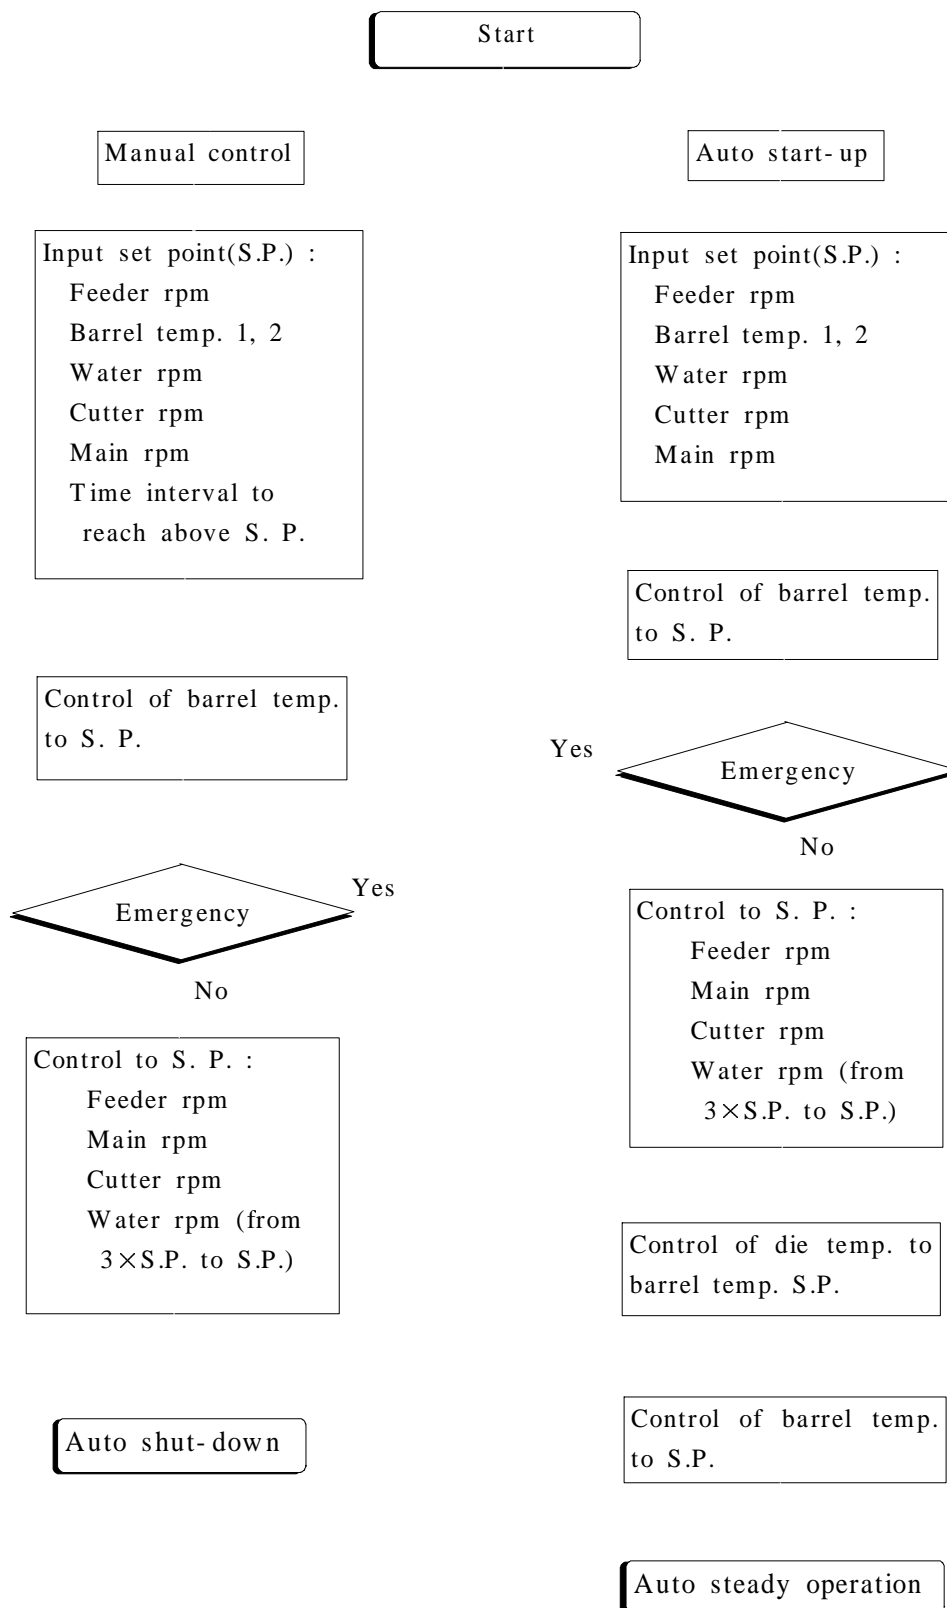 Start
Manual control
Input set point(S.P.) :
Feeder rpm
Barrel temp. 1, 2
Water rpm
Cutter rpm
Main rpm
Time interval to
reach above S. P.
Control of barrel temp.
to S. P.
Emergency
Yes
No
Control to S. P. :
Feeder rpm
Main rpm
Cutter rpm
Water rpm (from
3×S.P. to S.P.)
Auto shut-down
Auto start-up
Input set point(S.P.) :
Feeder rpm
Barrel temp. 1, 2
Water rpm
Cutter rpm
Main rpm
Control of barrel temp.
to S. P.
Yes
Emergency
No
Control to S. P. :
Feeder rpm
Main rpm
Cutter rpm
Water rpm (from
3×S.P. to S.P.)
Control of die temp. to
barrel temp. S.P.
Control of barrel temp.
to S.P.
Auto steady operation